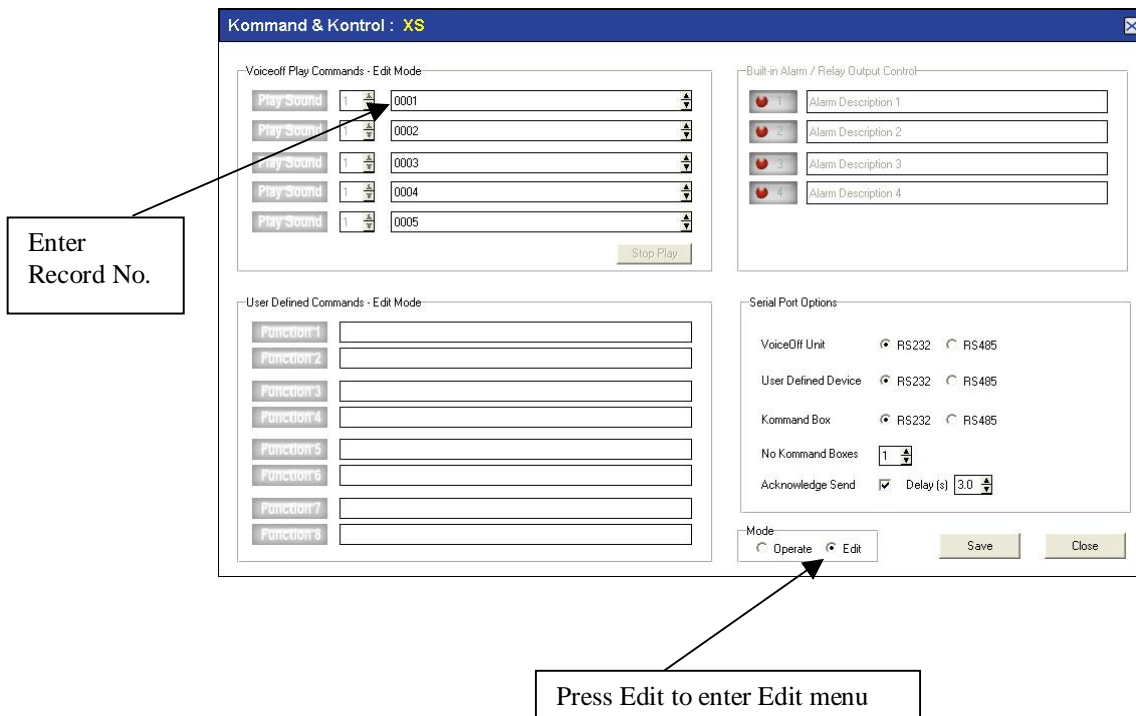 Kommand & Kontrol : XS
Voiceoff Play Commands - Edit Mode
Play Sound 1 0001
Play Sound 1 0002
Play Sound 1 0003
Play Sound 1 0004
Play Sound 1 0005
Stop Play
Built-in Alarm / Relay Output Control
1 Alarm Description 1
2 Alarm Description 2
3 Alarm Description 3
4 Alarm Description 4
Enter
Record No.
User Defined Commands - Edit Mode
Function 1
Function 2
Function 3
Function 4
Function 5
Function 6
Function 7
Function 8
Serial Port Options
VoiceOff Unit RS232 RS485
User Defined Device RS232 RS485
Kommand Box RS232 RS485
No Kommand Boxes 1
Acknowledge Send Delay (s) 3.0
Mode
Operate Edit
Save Close
Press Edit to enter Edit menu